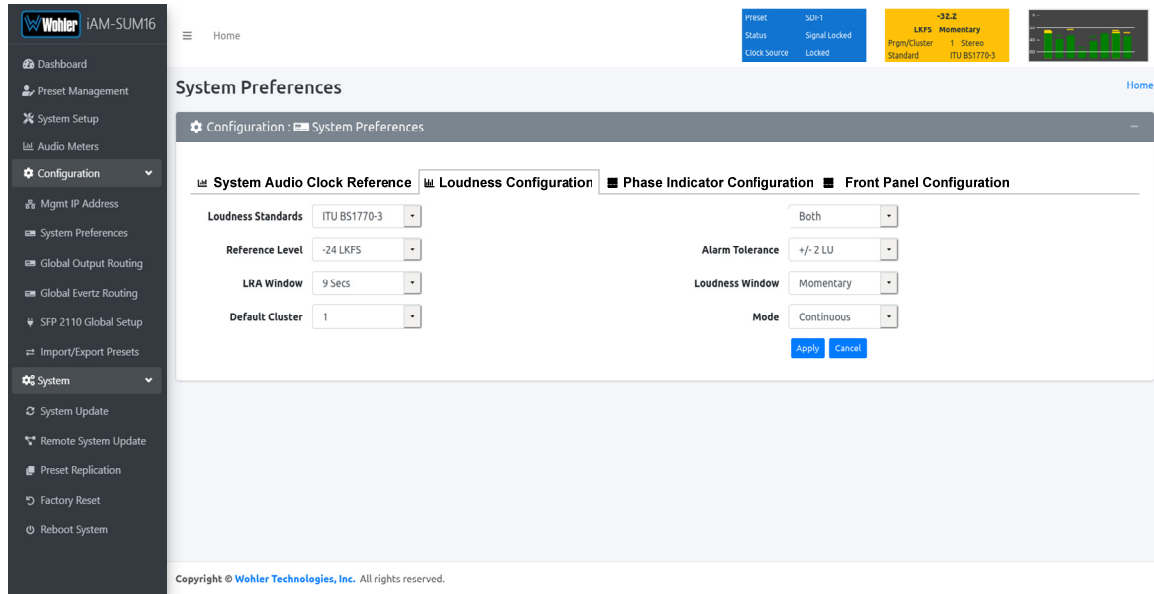 Wohler iAM-SUM16
Dashboard
Preset Management
System Setup
Audio Meters
Configuration
Mgmt IP Address
System Preferences
Global Output Routing
Global Evertz Routing
SFP 2110 Global Setup
Import/Export Presets
System
System Update
Remote System Update
Preset Replication
Factory Reset
Reboot System
Home
Preset SDI-1
Status Signal Locked
Clock Source Locked
-32.2
LKFS Momentary
Prgm/Cluster 1 Stereo
Standard ITU BS1770-3
System Preferences
Home
Configuration : System Preferences
System Audio Clock Reference Loudness Configuration Phase Indicator Configuration Front Panel Configuration
Loudness Standards ITU BS1770-3 Both
Reference Level -24 LKFS Alarm Tolerance +/- 2 LU
LRA Window 9 Secs Loudness Window Momentary
Default Cluster 1 Mode Continuous
Apply Cancel
Copyright © Wohler Technologies, Inc. All rights reserved.